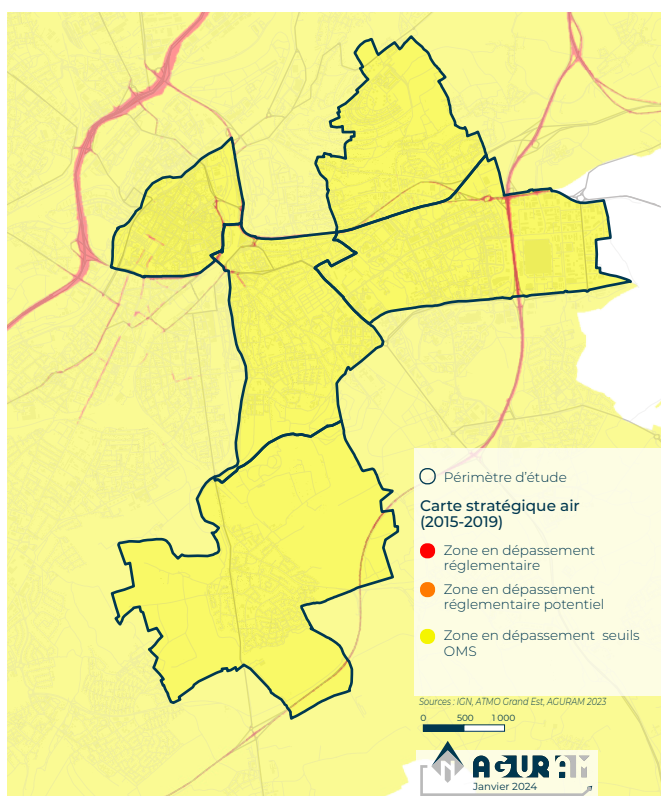 Périmètre d'étude
Carte stratégique air
(2015-2019)
Zone en dépassement
réglementaire
Zone en dépassement
réglementaire potentiel
Zone en dépassement seuils
OMS
Sources : IGN, ATMO Grand Est, AGURAM 2023
0 500 1 000
N AGURAM
Janvier 2024